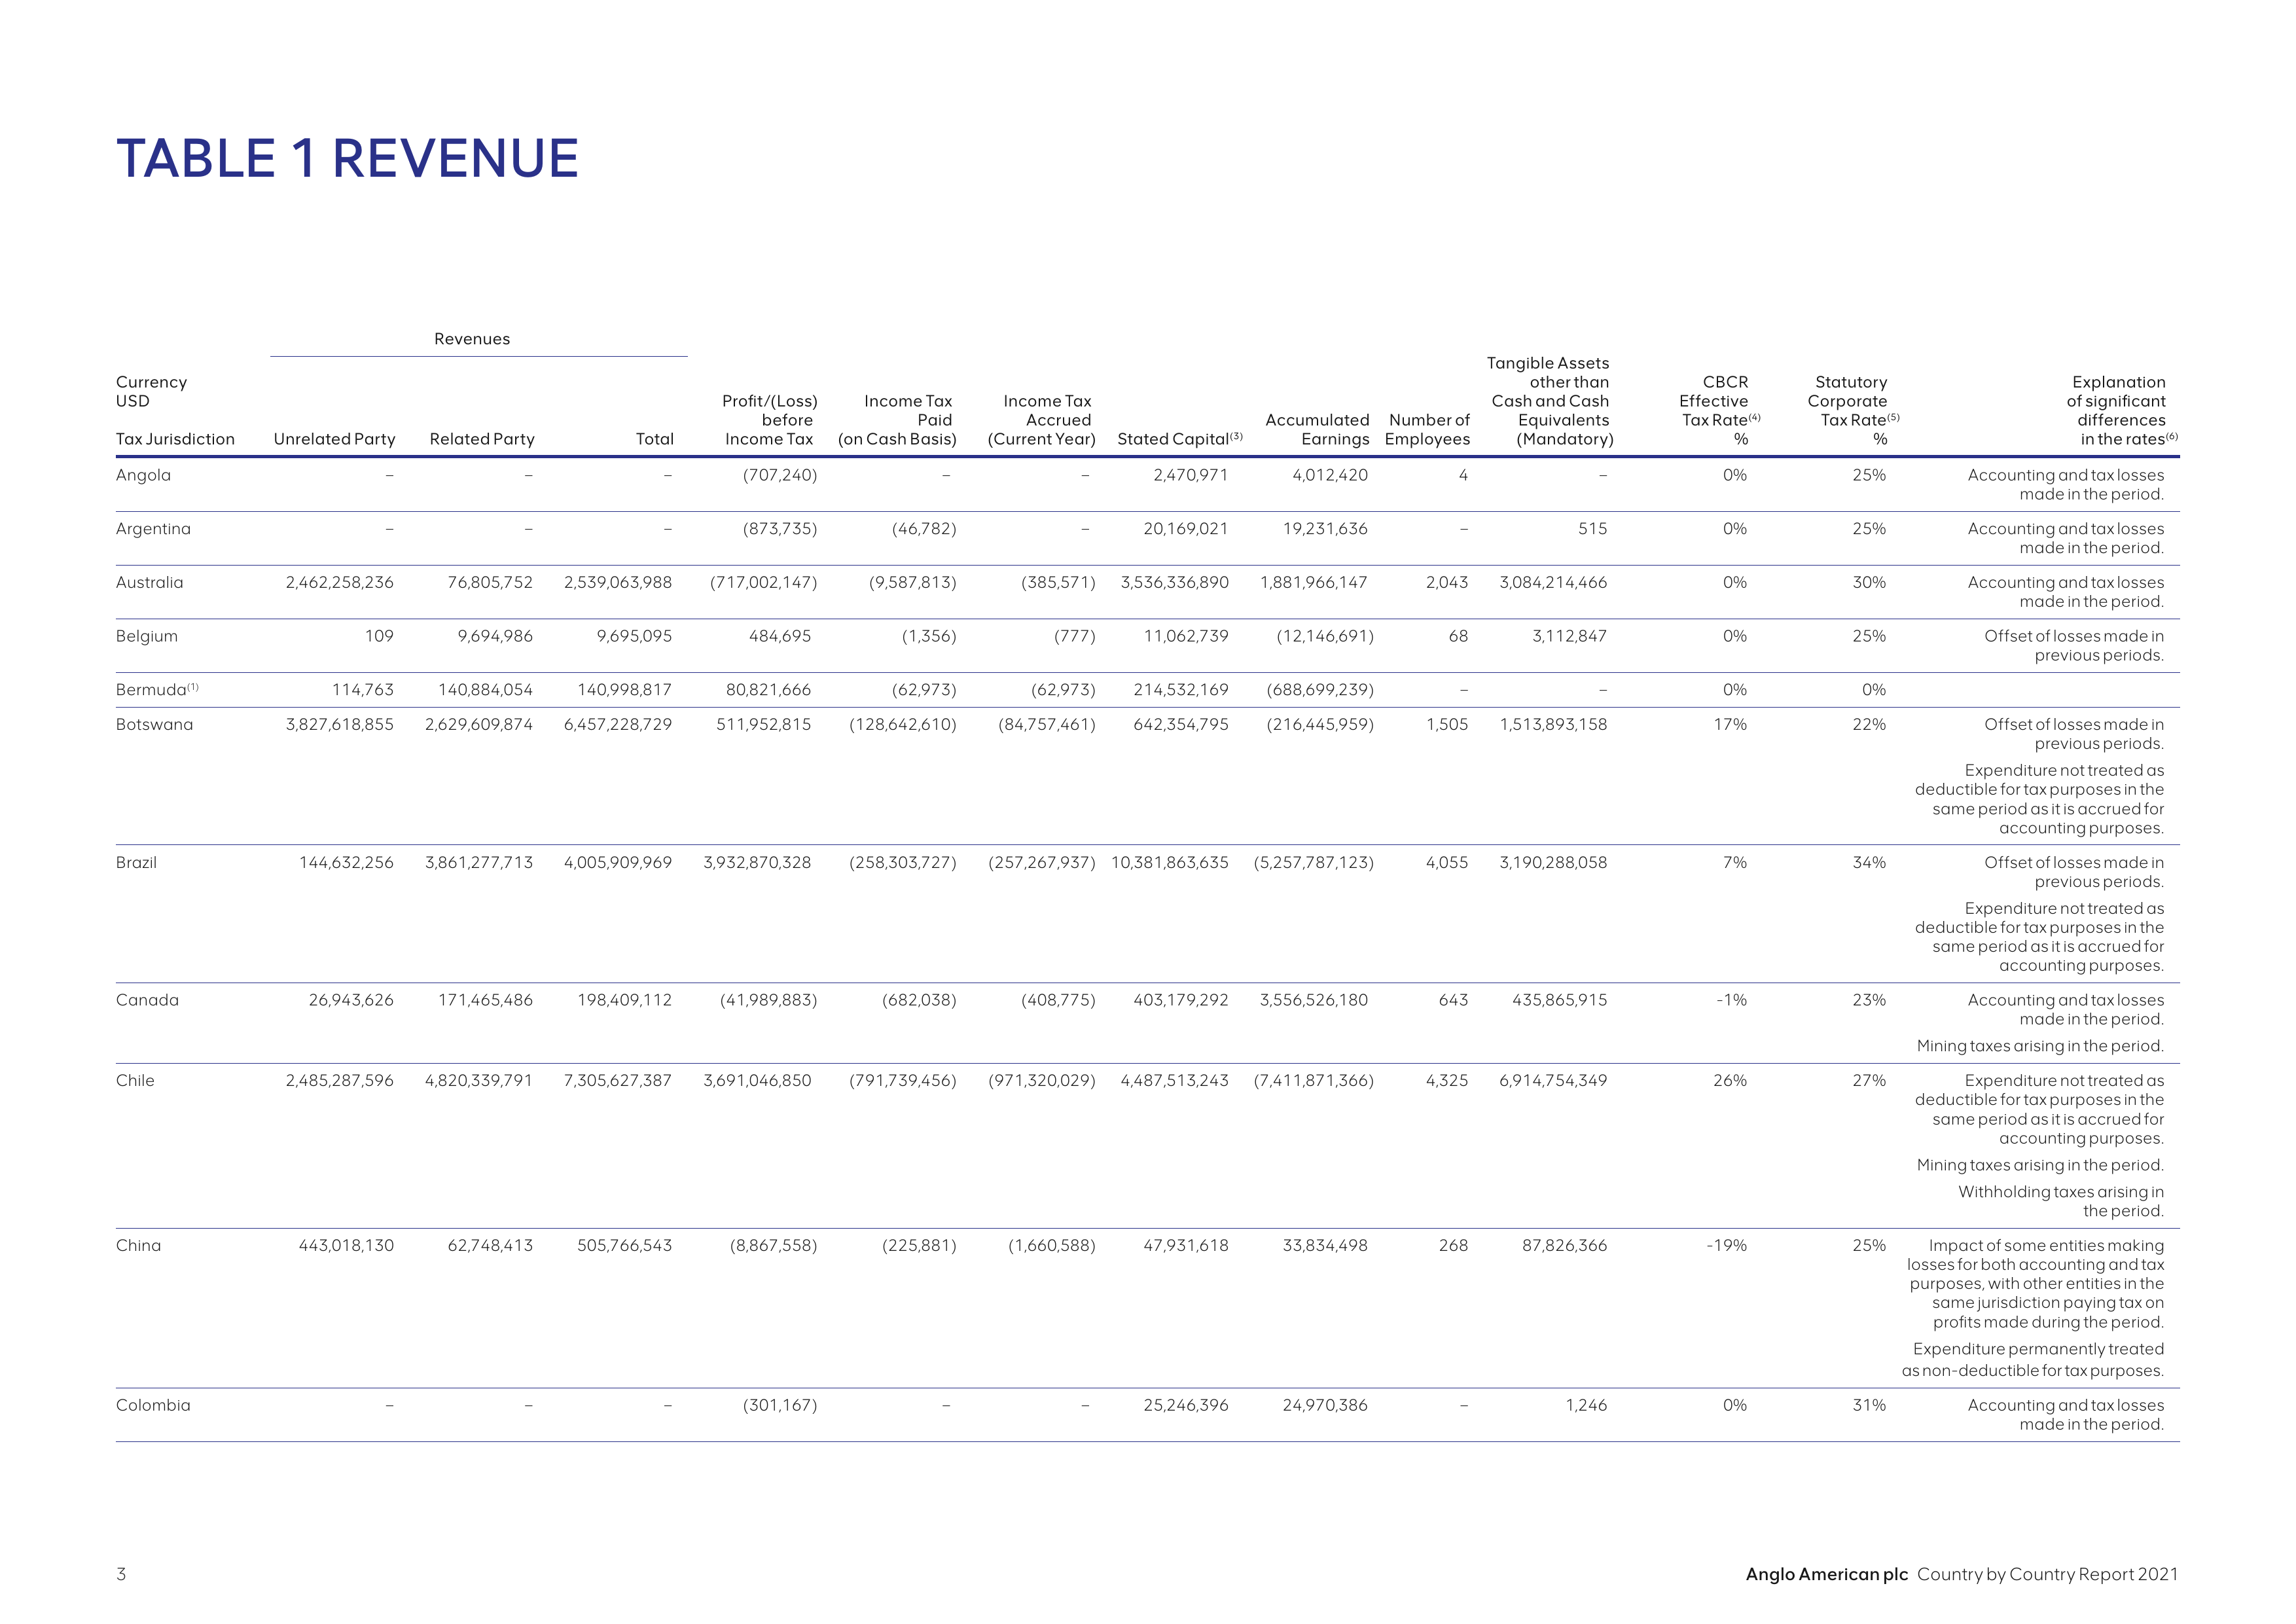 TABLE 1 REVENUE
Revenues
Currency
USD
Tax Jurisdiction
Unrelated Party
Related Party
Total
Profit/(Loss)
before
Income Tax
Income Tax
Paid
(on Cash Basis)
Income Tax
Accrued
(Current Year)
Stated Capital(3)
Accumulated
Earnings
Number of
Employees
Tangible Assets
other than
Cash and Cash
Equivalents
(Mandatory)
CBCR
Effective
Tax Rate(4)
%
Statutory
Corporate
Tax Rate(5)
%
Explanation
of significant
differences
in the rates(6)
Angola – – – (707,240) – – 2,470,971 4,012,420 4 – 0% 25% Accounting and tax losses
made in the period.
Argentina – – – (873,735) (46,782) – 20,169,021 19,231,636 – 515 0% 25% Accounting and tax losses
made in the period.
Australia 2,462,258,236 76,805,752 2,539,063,988 (717,002,147) (9,587,813) (385,571) 3,536,336,890 1,881,966,147 2,043 3,084,214,466 0% 30% Accounting and tax losses
made in the period.
Belgium 109 9,694,986 9,695,095 484,695 (1,356) (777) 11,062,739 (12,146,691) 68 3,112,847 0% 25% Offset of losses made in
previous periods.
Bermuda(1) 114,763 140,884,054 140,998,817 80,821,666 (62,973) (62,973) 214,532,169 (688,699,239) – – 0% 0%
Botswana 3,827,618,855 2,629,609,874 6,457,228,729 511,952,815 (128,642,610) (84,757,461) 642,354,795 (216,445,959) 1,505 1,513,893,158 17% 22% Offset of losses made in
previous periods.
Expenditure not treated as
deductible for tax purposes in the
same period as it is accrued for
accounting purposes.
Brazil 144,632,256 3,861,277,713 4,005,909,969 3,932,870,328 (258,303,727) (257,267,937) 10,381,863,635 (5,257,787,123) 4,055 3,190,288,058 7% 34% Offset of losses made in
previous periods.
Expenditure not treated as
deductible for tax purposes in the
same period as it is accrued for
accounting purposes.
Canada 26,943,626 171,465,486 198,409,112 (41,989,883) (682,038) (408,775) 403,179,292 3,556,526,180 643 435,865,915 -1% 23% Accounting and tax losses
made in the period.
Mining taxes arising in the period.
Chile 2,485,287,596 4,820,339,791 7,305,627,387 3,691,046,850 (791,739,456) (971,320,029) 4,487,513,243 (7,411,871,366) 4,325 6,914,754,349 26% 27% Expenditure not treated as
deductible for tax purposes in the
same period as it is accrued for
accounting purposes.
Mining taxes arising in the period.
Withholding taxes arising in
the period.
China 443,018,130 62,748,413 505,766,543 (8,867,558) (225,881) (1,660,588) 47,931,618 33,834,498 268 87,826,366 -19% 25% Impact of some entities making
losses for both accounting and tax
purposes, with other entities in the
same jurisdiction paying tax on
profits made during the period.
Expenditure permanently treated
as non-deductible for tax purposes.
Colombia – – – (301,167) – – 25,246,396 24,970,386 – 1,246 0% 31% Accounting and tax losses
made in the period.
3
Anglo American plc Country by Country Report 2021